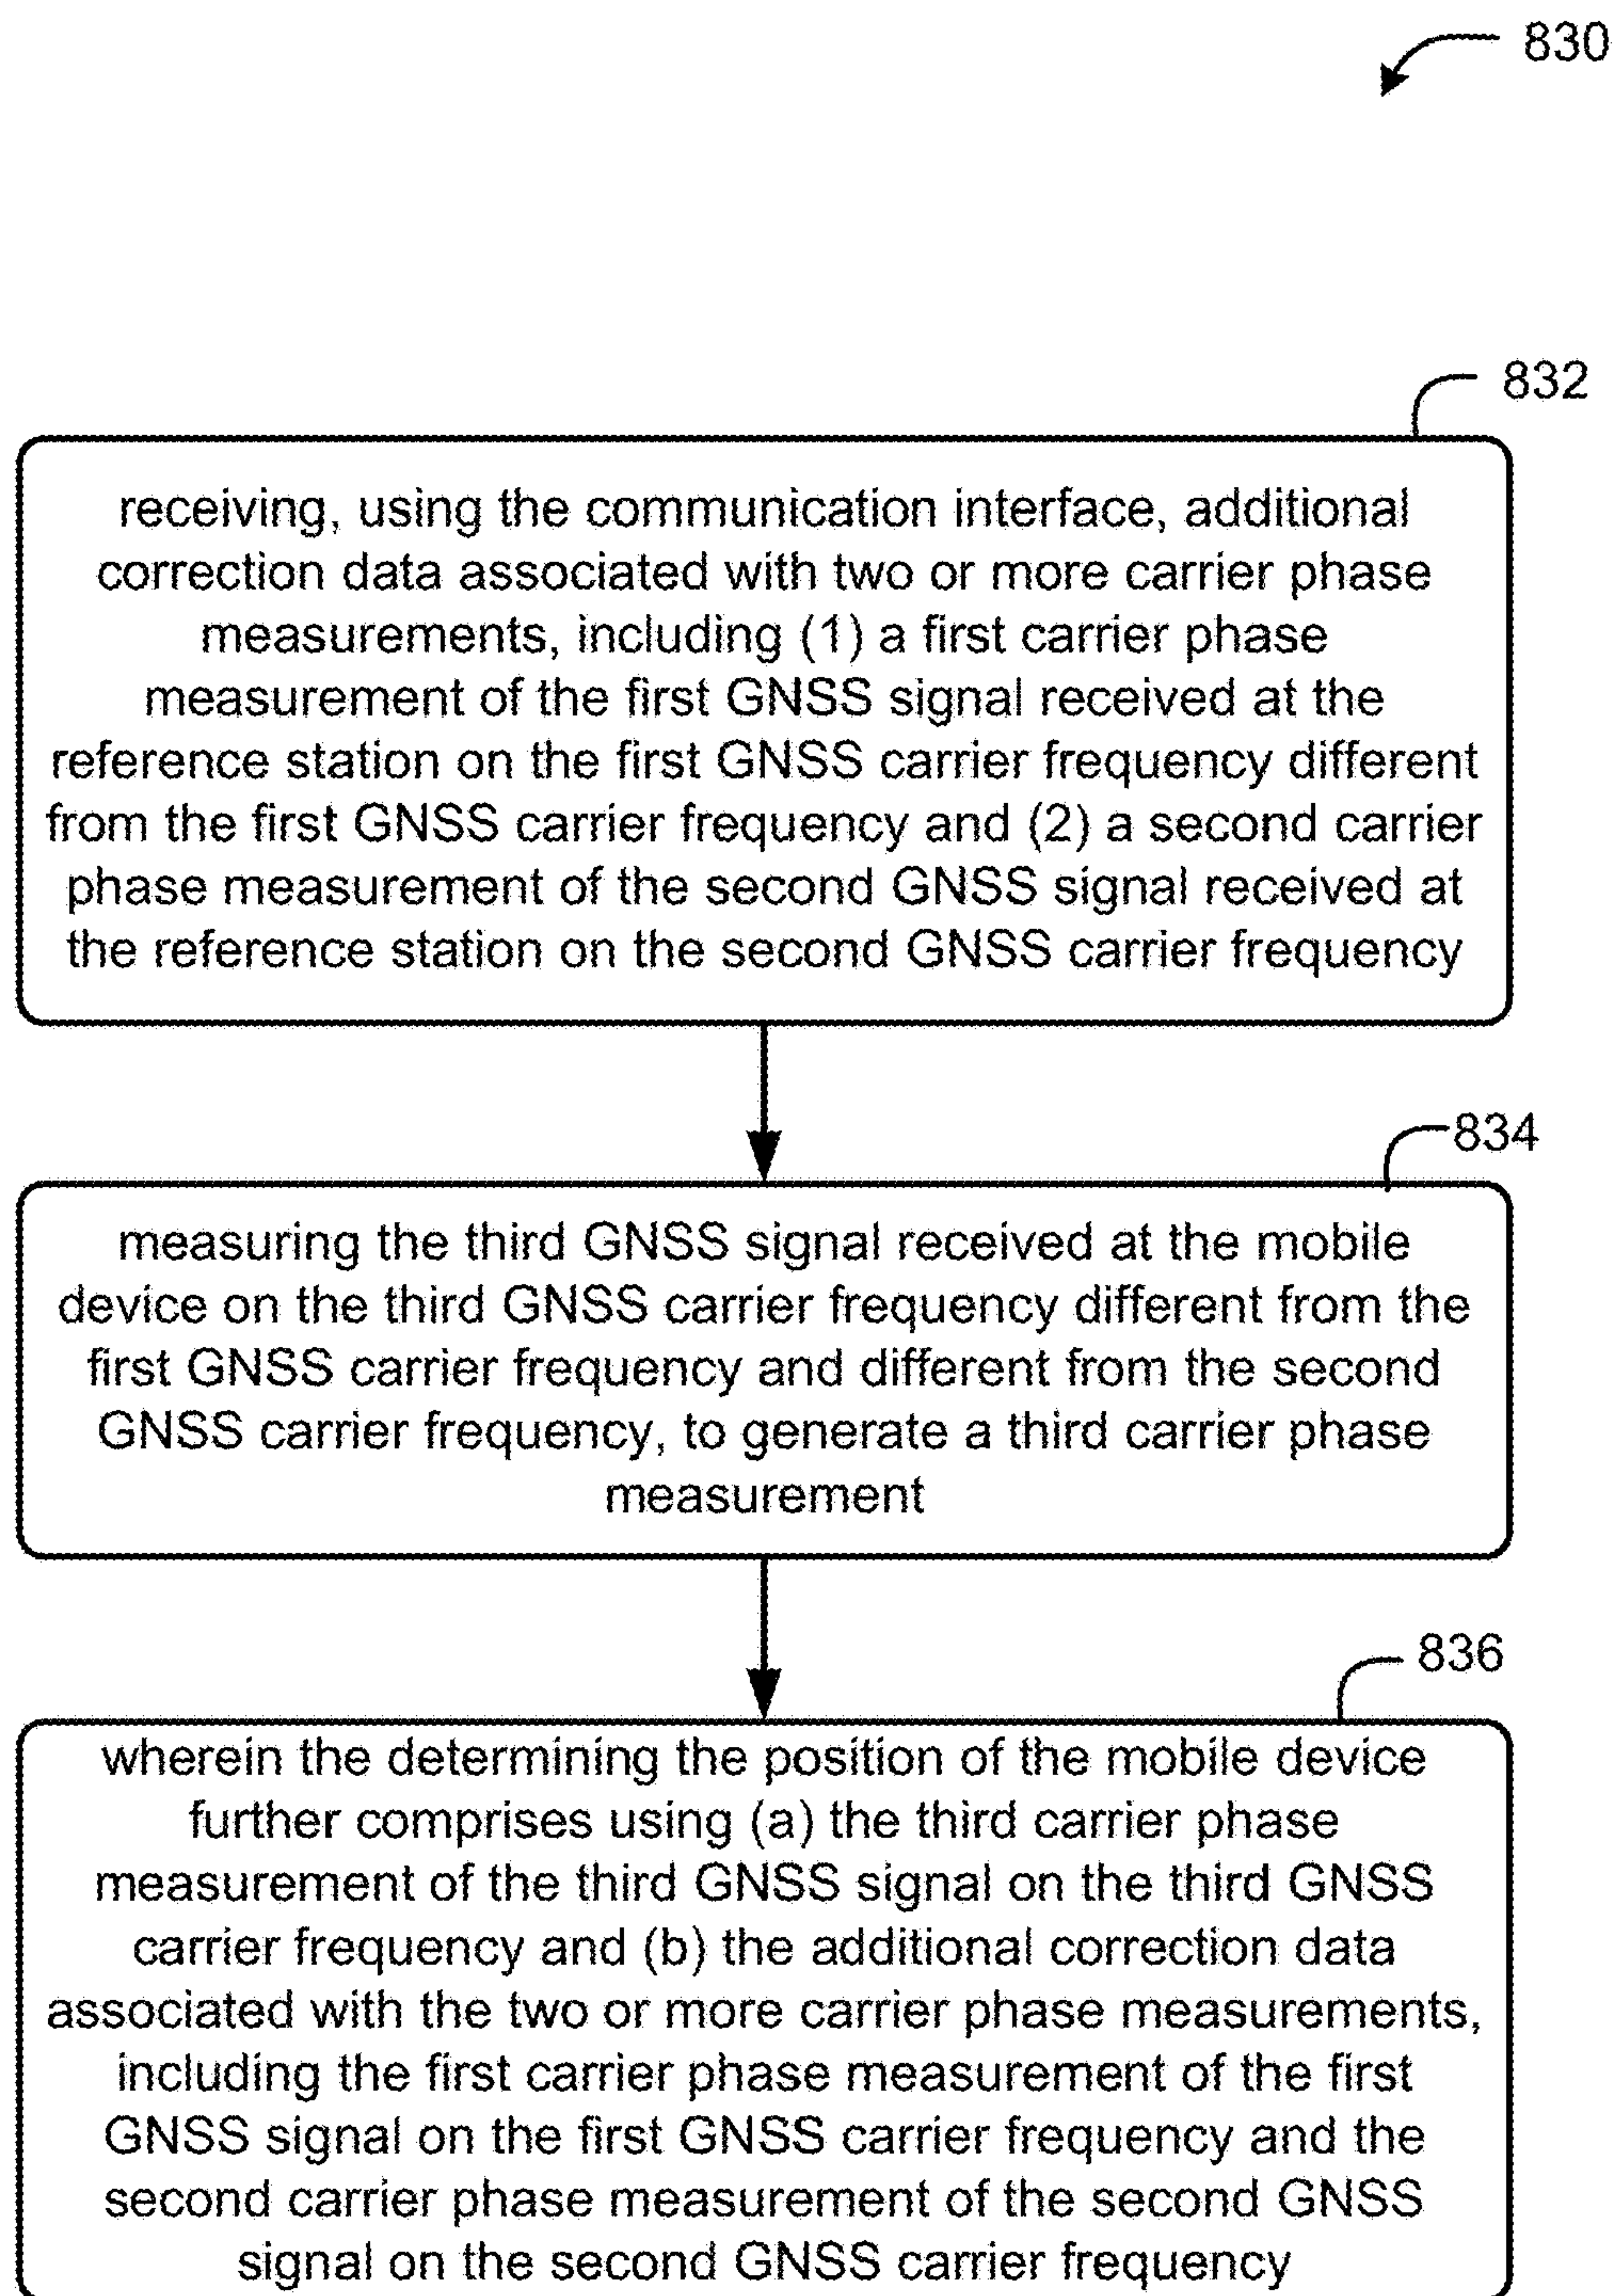 830
832
receiving, using the communication interface, additional
correction data associated with two or more carrier phase
measurements, including (1) a first carrier phase
measurement of the first GNSS signal received at the
reference station on the first GNSS carrier frequency different
from the first GNSS carrier frequency and (2) a second carrier
phase measurement of the second GNSS signal received at
the reference station on the second GNSS carrier frequency
834
measuring the third GNSS signal received at the mobile
device on the third GNSS carrier frequency different from the
first GNSS carrier frequency and different from the second
GNSS carrier frequency, to generate a third carrier phase
measurement
836
wherein the determining the position of the mobile device
further comprises using (a) the third carrier phase
measurement of the third GNSS signal on the third GNSS
carrier frequency and (b) the additional correction data
associated with the two or more carrier phase measurements,
including the first carrier phase measurement of the first
GNSS signal on the first GNSS carrier frequency and the
second carrier phase measurement of the second GNSS
signal on the second GNSS carrier frequency